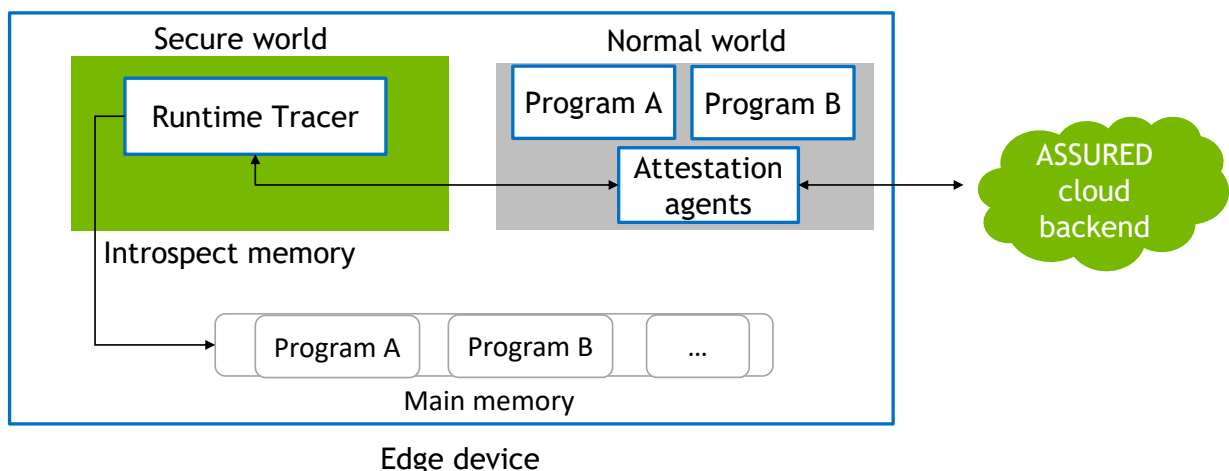 Secure world
Normal world
Runtime Tracer
Program A
Program B
Attestation
agents
ASSURED
cloud
backend
Introspect memory
Program A
Program B
...
Main memory
Edge device